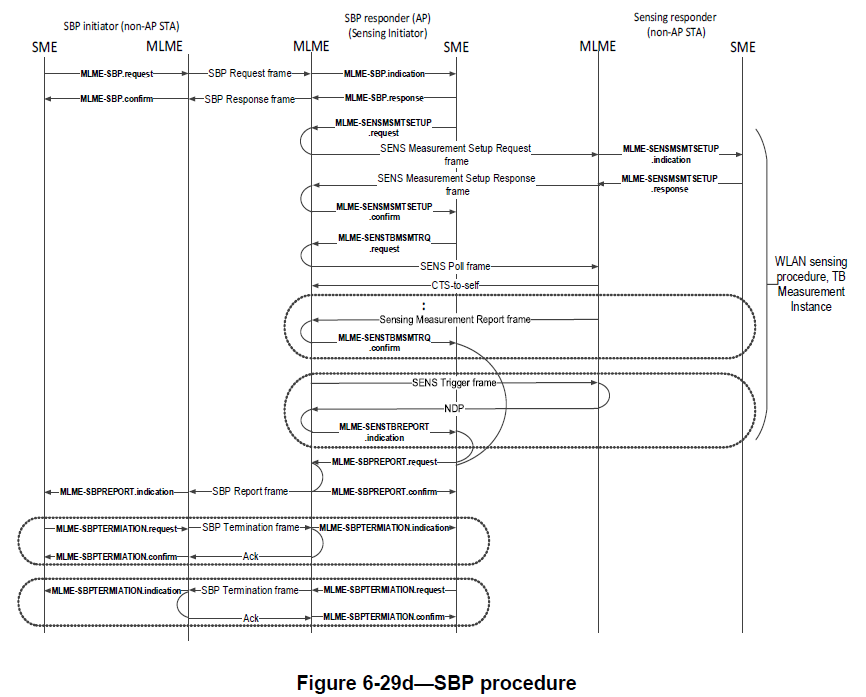 SBP initiator (non-AP STA)
SBP responder (AP)
(Sensing Initiator)
Sensing responder
(non-AP STA)
SME
MLME
MLME
SME
MLME
SME
MLME-SBP.request
SBP Request frame
MLME-SBP.indication
MLME-SBP.confirm
SBP Response frame
MLME-SBP.response
MLME-SENSMSMTSETUP
.request
SENS Measurement Setup Request
frame
MLME-SENSMSMTSETUP
.indication
SENS Measurement Setup Response
frame
MLME-SENSMSMTSETUP
.response
MLME-SENSMSMTSETUP
.confirm
MLME-SENSTBMSMTRQ
.request
SENS Poll frame
CTS-to-self
WLAN sensing
procedure, TB
Measurement
Instance
:
Sensing Measurement Report frame
MLME-SENSTBMSMTRQ
.confirm
SENS Trigger frame
NDP
MLME-SENSTBREPORT
.indication
MLME-SBPREPORT.request
MLME-SBPREPORT.indication
SBP Report frame
MLME-SBPREPORT.confirm
MLME-SBPTERMIATION.request
SBP Termination frame
MLME-SBPTERMIATION.indication
MLME-SBPTERMIATION.confirm
Ack
MLME-SBPTERMIATION.indication
SBP Termination frame
MLME-SBPTERMIATION.request
Ack
MLME-SBPTERMIATION.confirm
Figure 6-29d—SBP procedure